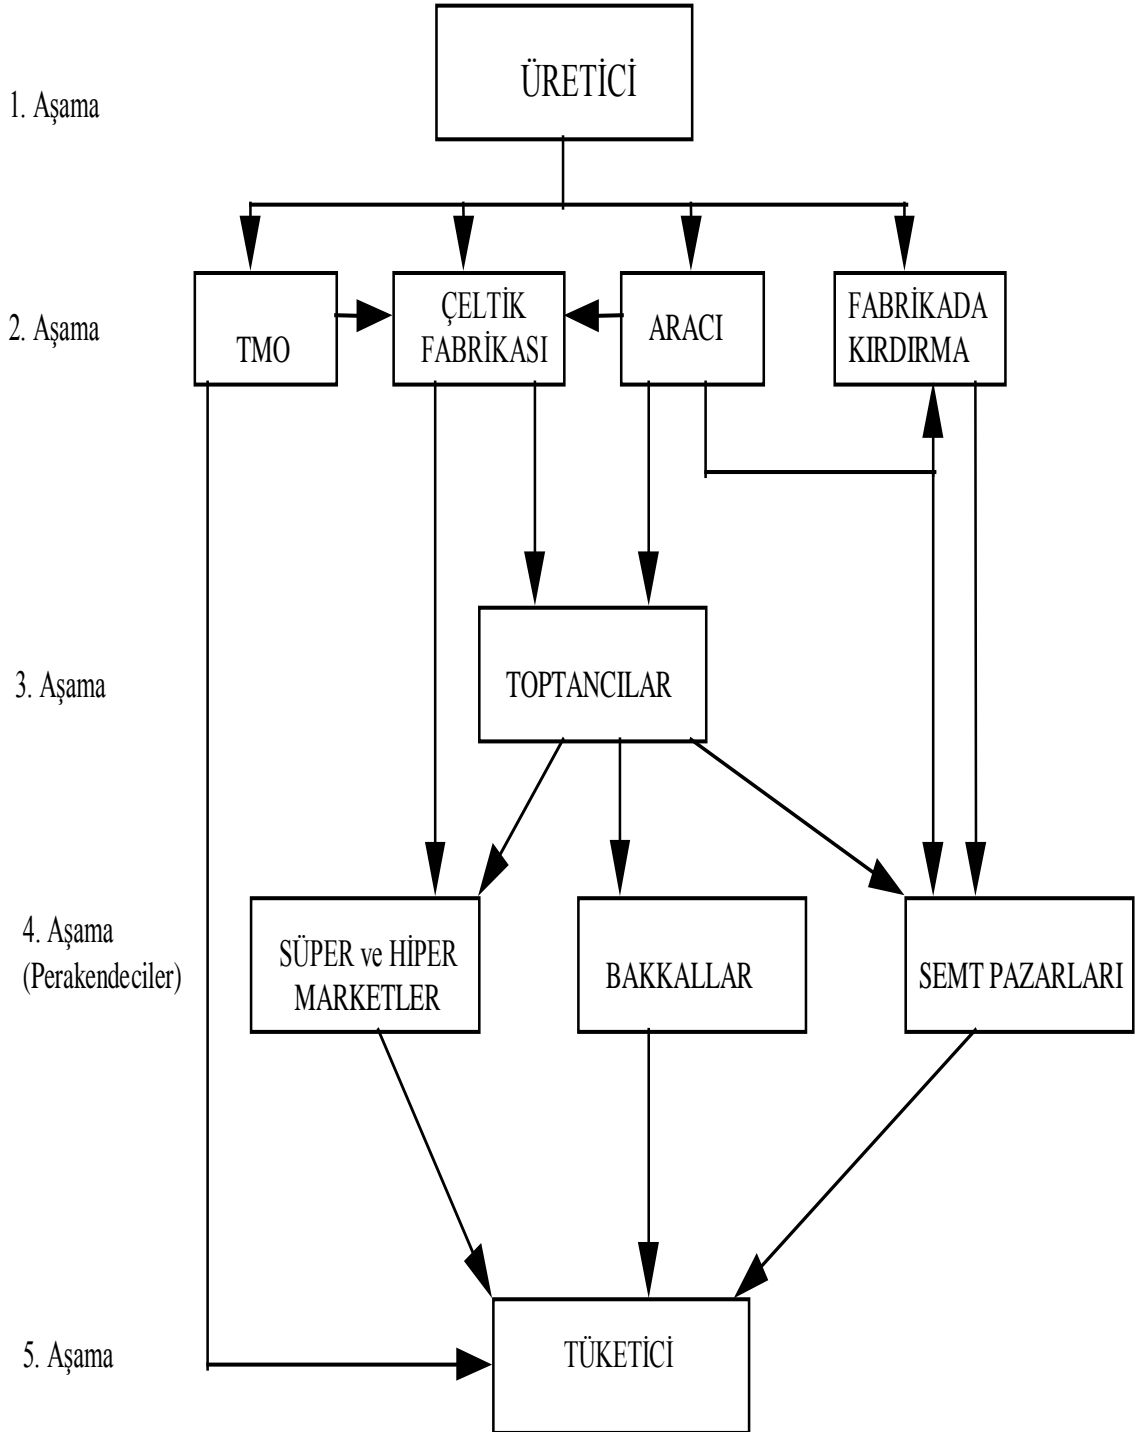 ÜRETİCİ
1. Aşama
2. Aşama
TMO
ÇELTİK
FABRİKASI
ARACI
FABRİKADA
KIRDIRMA
3. Aşama
TOPTANCILAR
4. Aşama
(Perakendeciler)
SÜPER ve HİPER
MARKETLER
BAKKALLAR
SEMT PAZARLARI
5. Aşama
TÜKETİCİ